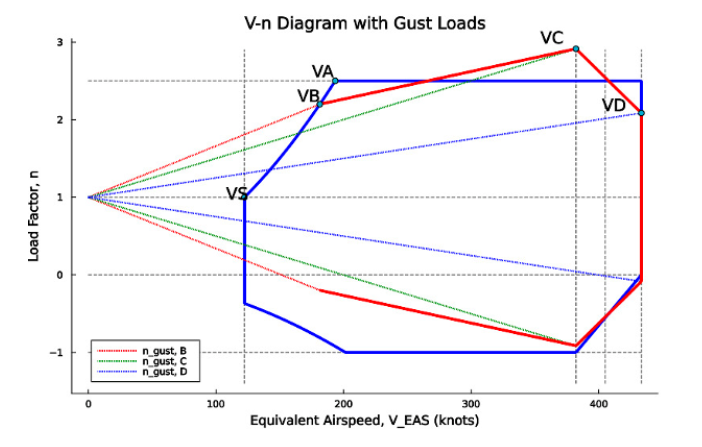 V-n Diagram with Gust Loads
VC
VA
VB
VD
VS
Load Factor, n
3
2
1
0
−1
n_gust, B
n_gust, C
n_gust, D
0 100 200 300 400
Equivalent Airspeed, V_EAS (knots)